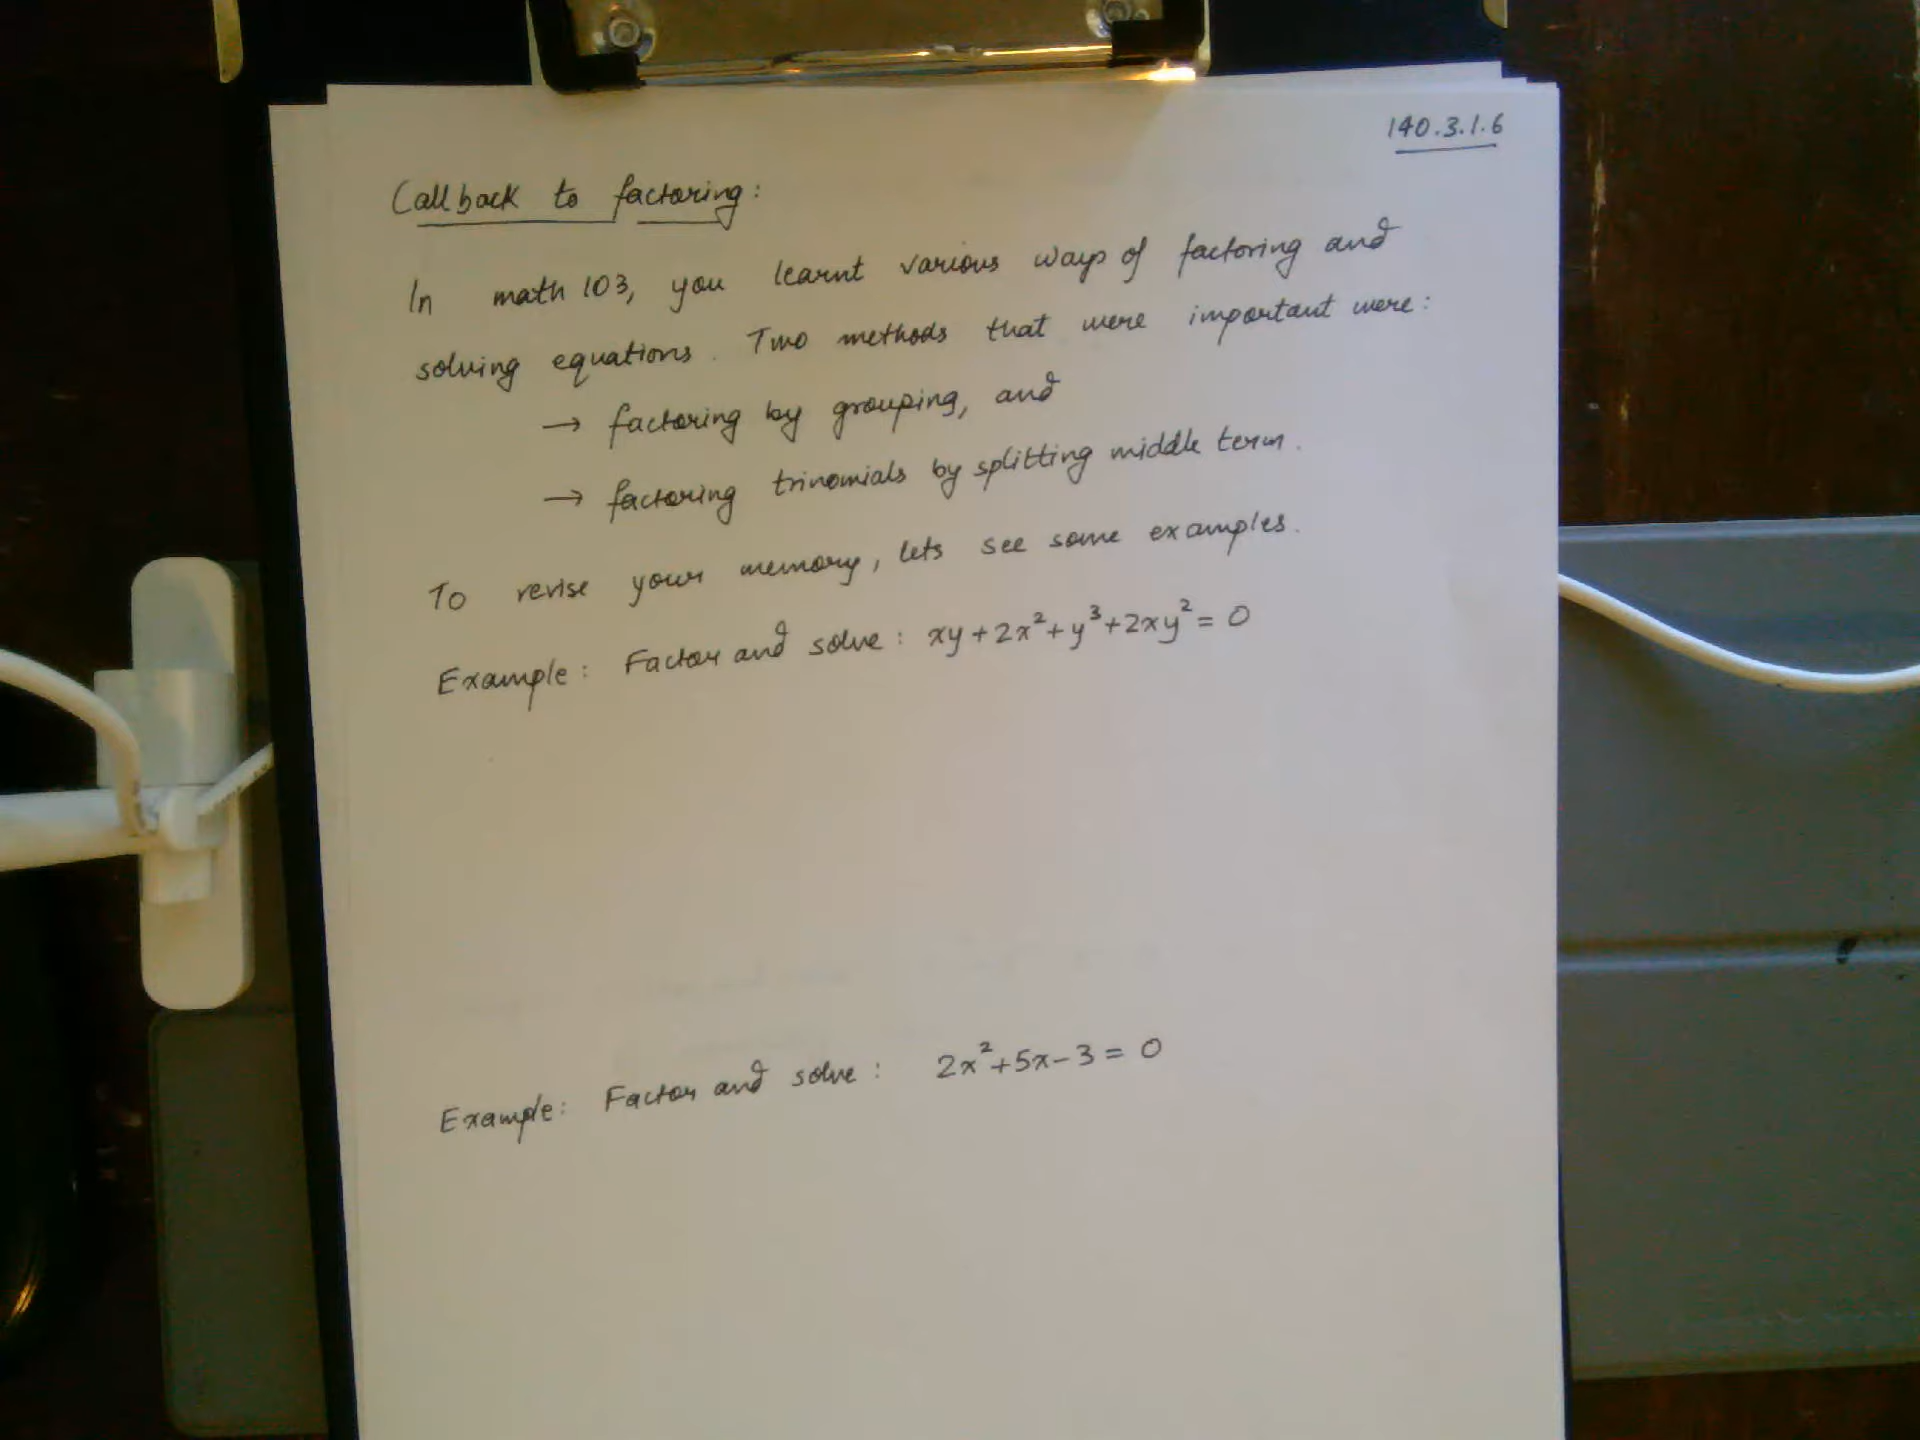 140.3.1.6
Callback to factoring:
In math 103, you learnt various ways of factoring and
solving equations. Two methods that were important were:
→ factoring by grouping, and
→ factoring trinomials by splitting middle term.
To revise your memory, lets see some examples.
Example: Factor and solve: xy+2x²+y³+2xy²=0
Example: Factor and solve: 2x²+5x-3=0